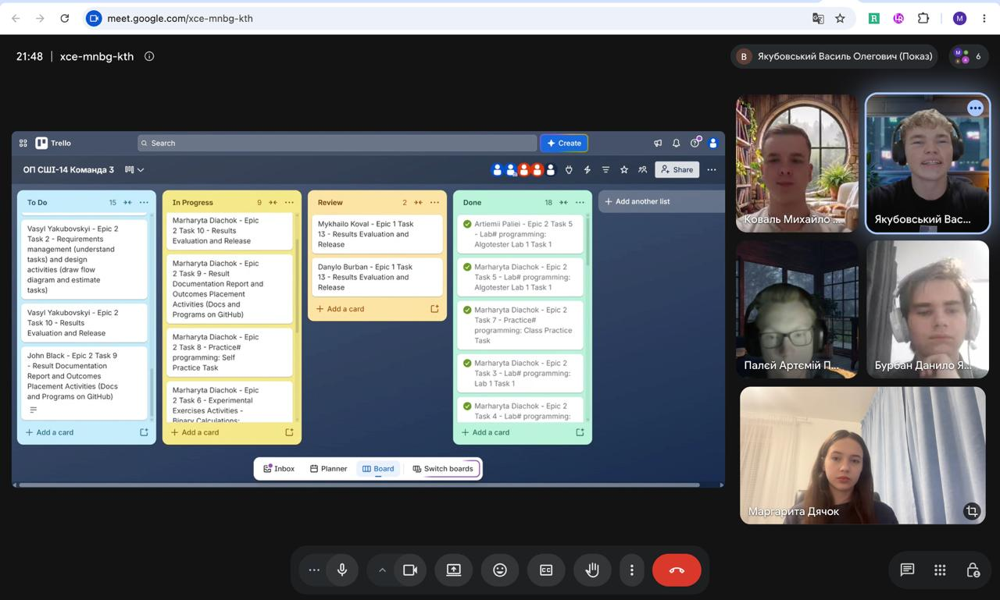 meet.google.com/xce-mnbg-kth
R
M
21:48 | xce-mnbg-kth
В Якубовський Василь Олегович (Показ)
6
Trello
Search
Create
ОП СШІ-14 Команда 3
Share
To Do 15
Vasyl Yakubovskyi - Epic 2
Task 2 - Requirements
management (understand
tasks) and design
activities (draw flow
diagram and estimate
tasks)
Vasyl Yakubovskyi - Epic 2
Task 10 - Results
Evaluation and Release
John Black - Epic 2 Task 9
- Result Documentation
Report and Outcomes
Placement Activities (Docs
and Programs on GitHub)
+ Add a card
In Progress 9
Marharyta Diachok - Epic
2 Task 10 - Results
Evaluation and Release
Marharyta Diachok - Epic
2 Task 9 - Result
Documentation Report and
Outcomes Placement
Activities (Docs and
Programs on GitHub)
Marharyta Diachok - Epic
2 Task 8 - Practice#
programming: Self
Practice Task
Marharyta Diachok - Epic
2 Task 6 - Experimental
Exercises Activities -
Binary Calculations:
+ Add a card
Review 2
Mykhailo Koval - Epic 1 Task
13 - Results Evaluation and
Release
Danylo Burban - Epic 1 Task
13 - Results Evaluation and
Release
+ Add a card
Done 18
Artiemii Paliei - Epic 2 Task 5
- Lab# programming:
Algotester Lab 1 Task 1
Marharyta Diachok - Epic 2
Task 5 - Lab# programming:
Algotester Lab 1 Task 1
Marharyta Diachok - Epic 2
Task 7 - Practice#
programming: Class Practice
Task
Marharyta Diachok - Epic 2
Task 3 - Lab# programming:
Lab 1 Task 1
Marharyta Diachok - Epic 2
Task 4 - Lab# programming:
+ Add a card
+ Add another list
Inbox
Planner
Board
Switch boards
Коваль Михайло ...
Якубовський Вас...
Палєй Артємій П...
Бурбан Данило Я...
Маргарита Дячок